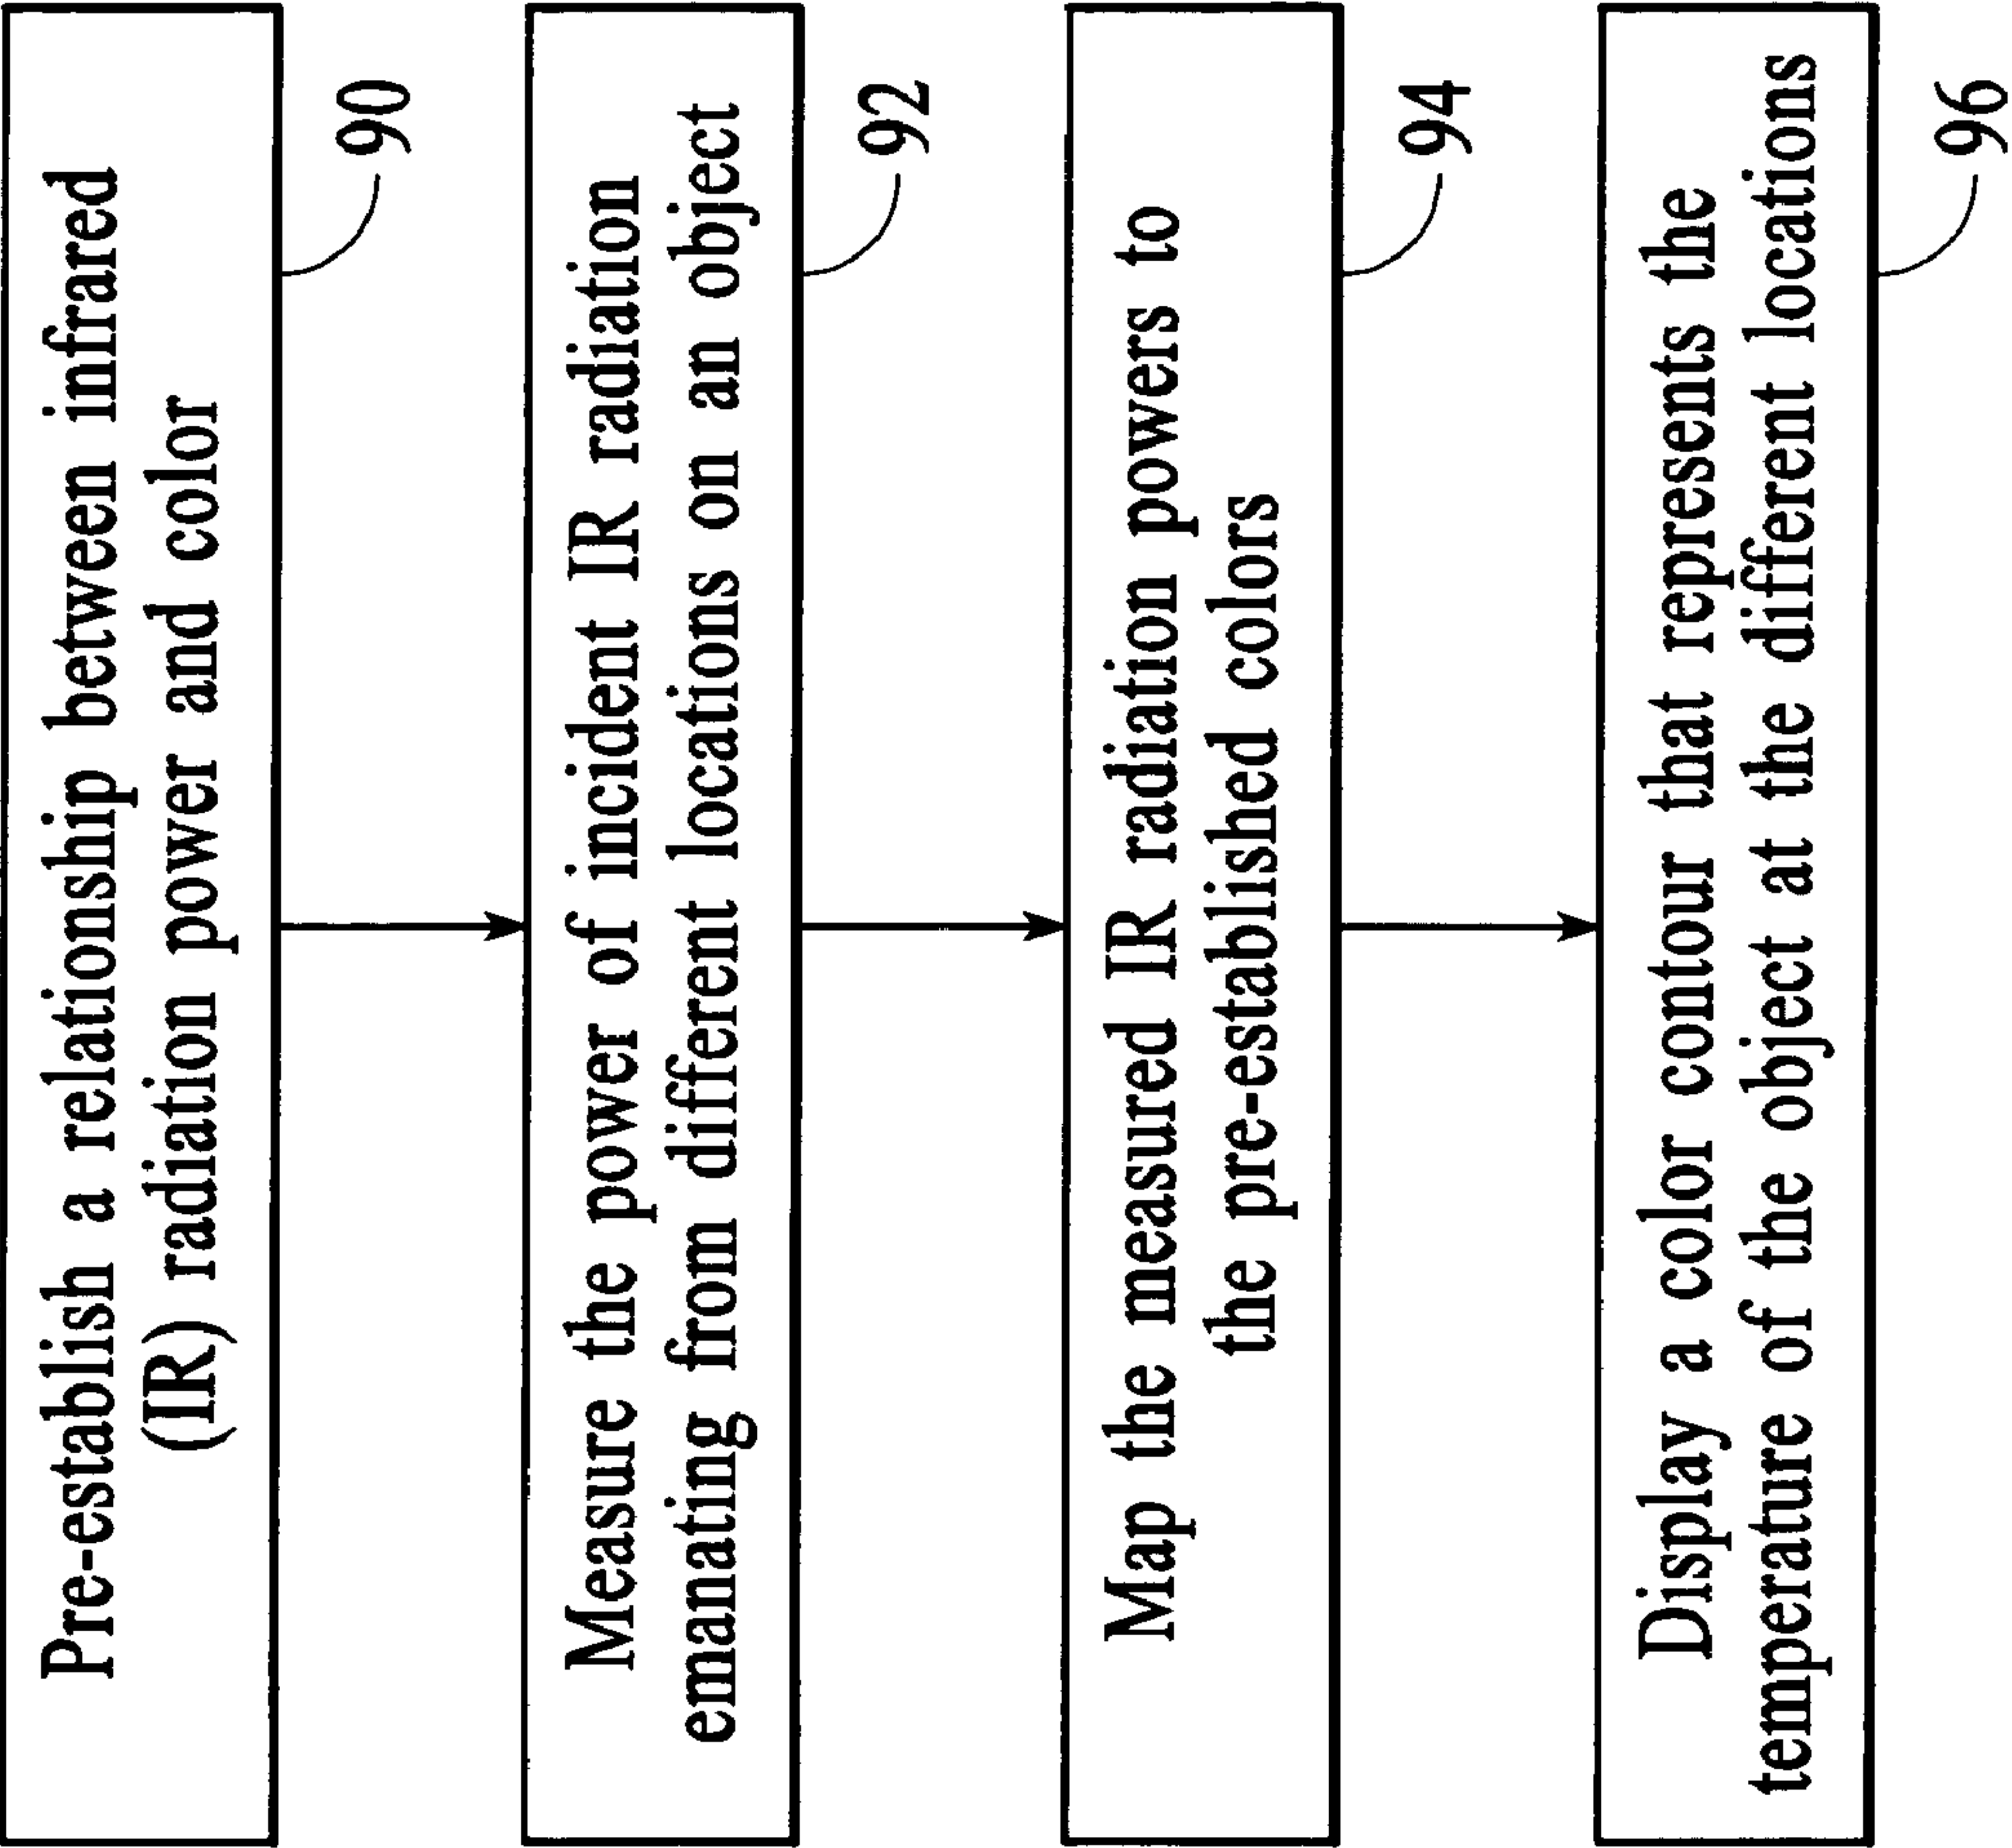 Pre-establish a relationship between infrared
(IR) radiation power and color
90
Measure the power of incident IR radiation
emanating from different locations on an object
92
Map the measured IR radiation powers to
the pre-established colors
94
Display a color contour that represents the
temperature of the object at the different locations
96